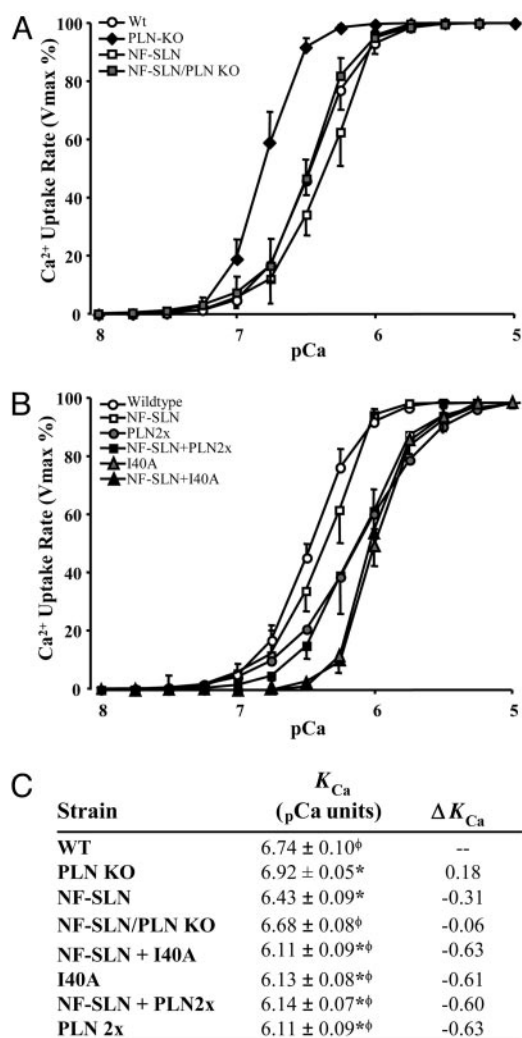 A
100
80
60
40
20
0
Ca2+ Uptake Rate (Vmax %)
Wt
PLN-KO
NF-SLN
NF-SLN/PLN KO
8 7 6 5
pCa
B
100
80
60
40
20
0
Ca2+ Uptake Rate (Vmax %)
Wildtype
NF-SLN
PLN2x
NF-SLN+PLN2x
I40A
NF-SLN+I40A
8 7 6 5
pCa
C
KCa
Strain (pCa units) Δ KCa
WT 6.74 ± 0.10ϕ --
PLN KO 6.92 ± 0.05* 0.18
NF-SLN 6.43 ± 0.09* -0.31
NF-SLN/PLN KO 6.68 ± 0.08ϕ -0.06
NF-SLN + I40A 6.11 ± 0.09*ϕ -0.63
I40A 6.13 ± 0.08*ϕ -0.61
NF-SLN + PLN2x 6.14 ± 0.07*ϕ -0.60
PLN 2x 6.11 ± 0.09*ϕ -0.63